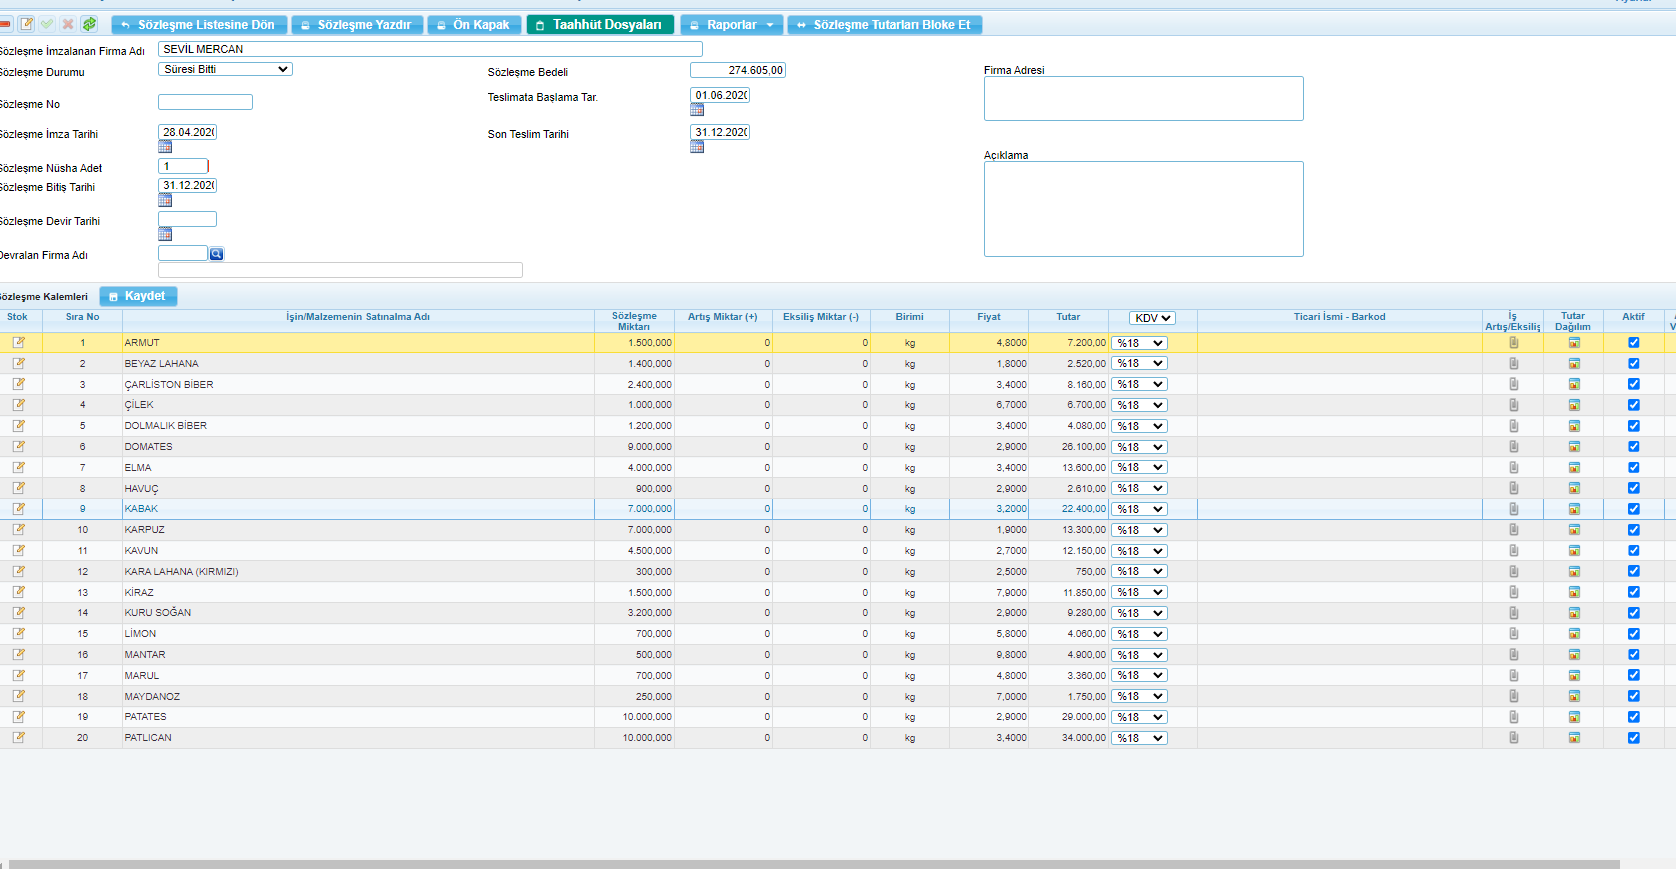 Sözleşme Listesine Dön Sözleşme Yazdır Ön Kapak Taahhüt Dosyaları Raporlar Sözleşme Tutarları Bloke Et
Sözleşme İmzalanan Firma Adı SEVİL MERCAN
Sözleşme Durumu Süresi Bitti Sözleşme Bedeli 274.605,00 Firma Adresi
Sözleşme No Teslimata Başlama Tar. 01.06.2020
Sözleşme İmza Tarihi 28.04.2020 Son Teslim Tarihi 31.12.2020
Açıklama
Sözleşme Nüsha Adet 1
Sözleşme Bitiş Tarihi 31.12.2020
Sözleşme Devir Tarihi
Devralan Firma Adı
Sözleşme Kalemleri Kaydet
Stok Sıra No İşin/Malzemenin Satınalma Adı Sözleşme Miktarı Artış Miktar (+) Eksiliş Miktar (-) Birimi Fiyat Tutar KDV Ticari İsmi - Barkod İş Artış/Eksiliş Tutar Dağılım Aktif
1 ARMUT 1.500,000 0 0 kg 4,8000 7.200,00 %18
2 BEYAZ LAHANA 1.400,000 0 0 kg 1,8000 2.520,00 %18
3 ÇARLİSTON BİBER 2.400,000 0 0 kg 3,4000 8.160,00 %18
4 ÇİLEK 1.000,000 0 0 kg 6,7000 6.700,00 %18
5 DOLMALIK BİBER 1.200,000 0 0 kg 3,4000 4.080,00 %18
6 DOMATES 9.000,000 0 0 kg 2,9000 26.100,00 %18
7 ELMA 4.000,000 0 0 kg 3,4000 13.600,00 %18
8 HAVUÇ 900,000 0 0 kg 2,9000 2.610,00 %18
9 KABAK 7.000,000 0 0 kg 3,2000 22.400,00 %18
10 KARPUZ 7.000,000 0 0 kg 1,9000 13.300,00 %18
11 KAVUN 4.500,000 0 0 kg 2,7000 12.150,00 %18
12 KARA LAHANA (KIRMIZI) 300,000 0 0 kg 2,5000 750,00 %18
13 KİRAZ 1.500,000 0 0 kg 7,9000 11.850,00 %18
14 KURU SOĞAN 3.200,000 0 0 kg 2,9000 9.280,00 %18
15 LİMON 700,000 0 0 kg 5,8000 4.060,00 %18
16 MANTAR 500,000 0 0 kg 9,8000 4.900,00 %18
17 MARUL 700,000 0 0 kg 4,8000 3.360,00 %18
18 MAYDANOZ 250,000 0 0 kg 7,0000 1.750,00 %18
19 PATATES 10.000,000 0 0 kg 2,9000 29.000,00 %18
20 PATLICAN 10.000,000 0 0 kg 3,4000 34.000,00 %18